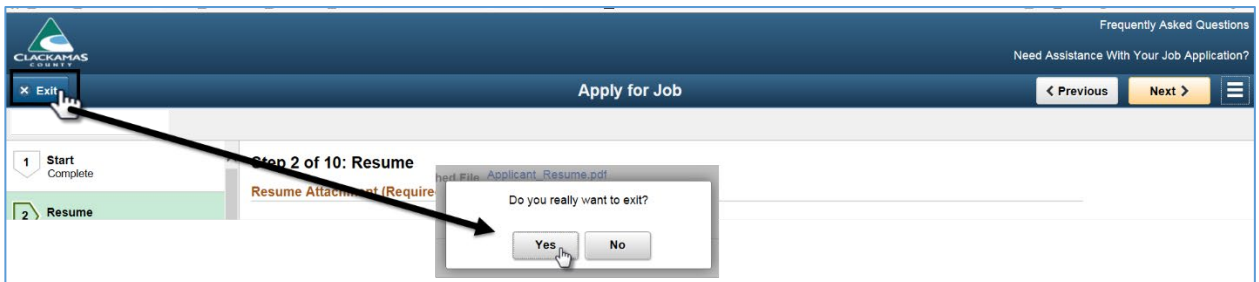 Frequently Asked Questions
CLACKAMAS
COUNTY
Need Assistance With Your Job Application?
× Exit
Apply for Job
Previous
Next
1 Start
Complete
Step 2 of 10: Resume
File Applicant_Resume.pdf
Resume Attachment (Require
2 Resume
Do you really want to exit?
Yes
No